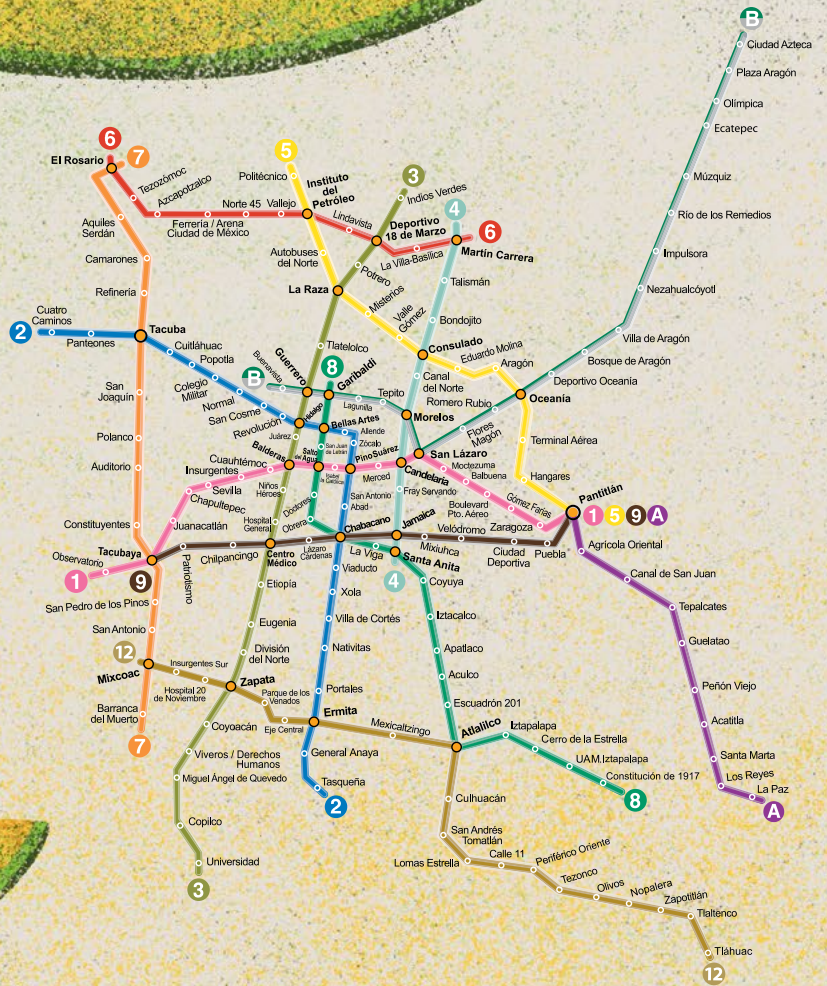 B
Ciudad Azteca
Plaza Aragón
Olímpica
Ecatepec
Múzquiz
Río de los Remedios
Impulsora
Nezahualcóyotl
Villa de Aragón
Bosque de Aragón
Deportivo Oceanía
Oceanía
Romero Rubio
Flores
Magón
San Lázaro
Morelos
Tepito
Lagunilla
Garibaldi
Guerrero
Buenavista
B
6
7
El Rosario
Tezozómoc
Azcapotzalco
Ferrería / Arena
Ciudad de México
Norte 45
Vallejo
Instituto
del
Petróleo
Lindavista
Deportivo
18 de Marzo
La Villa-Basílica
Martín Carrera
6
5
Politécnico
Autobuses
del Norte
La Raza
Misterios
Valle
Gómez
Consulado
Eduardo Molina
Aragón
Terminal Aérea
Hangares
Pantitlán
1
5
9
A
3
Indios Verdes
Potrero
Tlatelolco
Hidalgo
Juárez
Balderas
Niños
Héroes
Hospital
General
Centro
Médico
Etiopía
Eugenia
División
del Norte
Zapata
Coyoacán
Viveros / Derechos
Humanos
Miguel Ángel de Quevedo
Copilco
Universidad
3
4
Talismán
Bondojito
Canal
del Norte
Candelaria
Fray Servando
Jamaica
Santa Anita
4
Aquiles
Serdán
Camarones
Refinería
Tacuba
San
Joaquín
Polanco
Auditorio
Constituyentes
Tacubaya
San Pedro de los Pinos
San Antonio
Mixcoac
Barranca
del Muerto
7
2
Cuatro
Caminos
Panteones
Cuitláhuac
Popotla
Colegio
Militar
Normal
San Cosme
Revolución
Bellas Artes
Allende
Zócalo
Pino Suárez
San Antonio
Abad
Chabacano
Viaducto
Xola
Villa de Cortés
Nativitas
Portales
Ermita
General Anaya
Tasqueña
2
8
San Juan
de Letrán
Salto
del Agua
Doctores
Obrera
La Viga
Coyuya
Iztacalco
Apatlaco
Aculco
Escuadrón 201
Atlalilco
Iztapalapa
Cerro de la Estrella
UAM.Iztapalapa
Constitución de 1917
8
1
Observatorio
Juanacatlán
Chapultepec
Sevilla
Insurgentes
Cuauhtémoc
Isabel
la Católica
Merced
Moctezuma
Balbuena
Boulevard
Pto. Aéreo
Gómez Farías
Zaragoza
9
Patriotismo
Chilpancingo
Lázaro
Cárdenas
Mixiuhca
Velódromo
Ciudad
Deportiva
Puebla
Agrícola Oriental
Canal de San Juan
Tepalcates
Guelatao
Peñón Viejo
Acatitla
Santa Marta
Los Reyes
La Paz
A
12
Insurgentes Sur
Hospital 20
de Noviembre
Parque de los
Venados
Eje Central
Mexicaltzingo
Culhuacán
San Andrés
Tomatlán
Lomas Estrella
Calle 11
Periférico Oriente
Tezonco
Olivos
Nopalera
Zapotitlán
Tlaltenco
Tláhuac
12